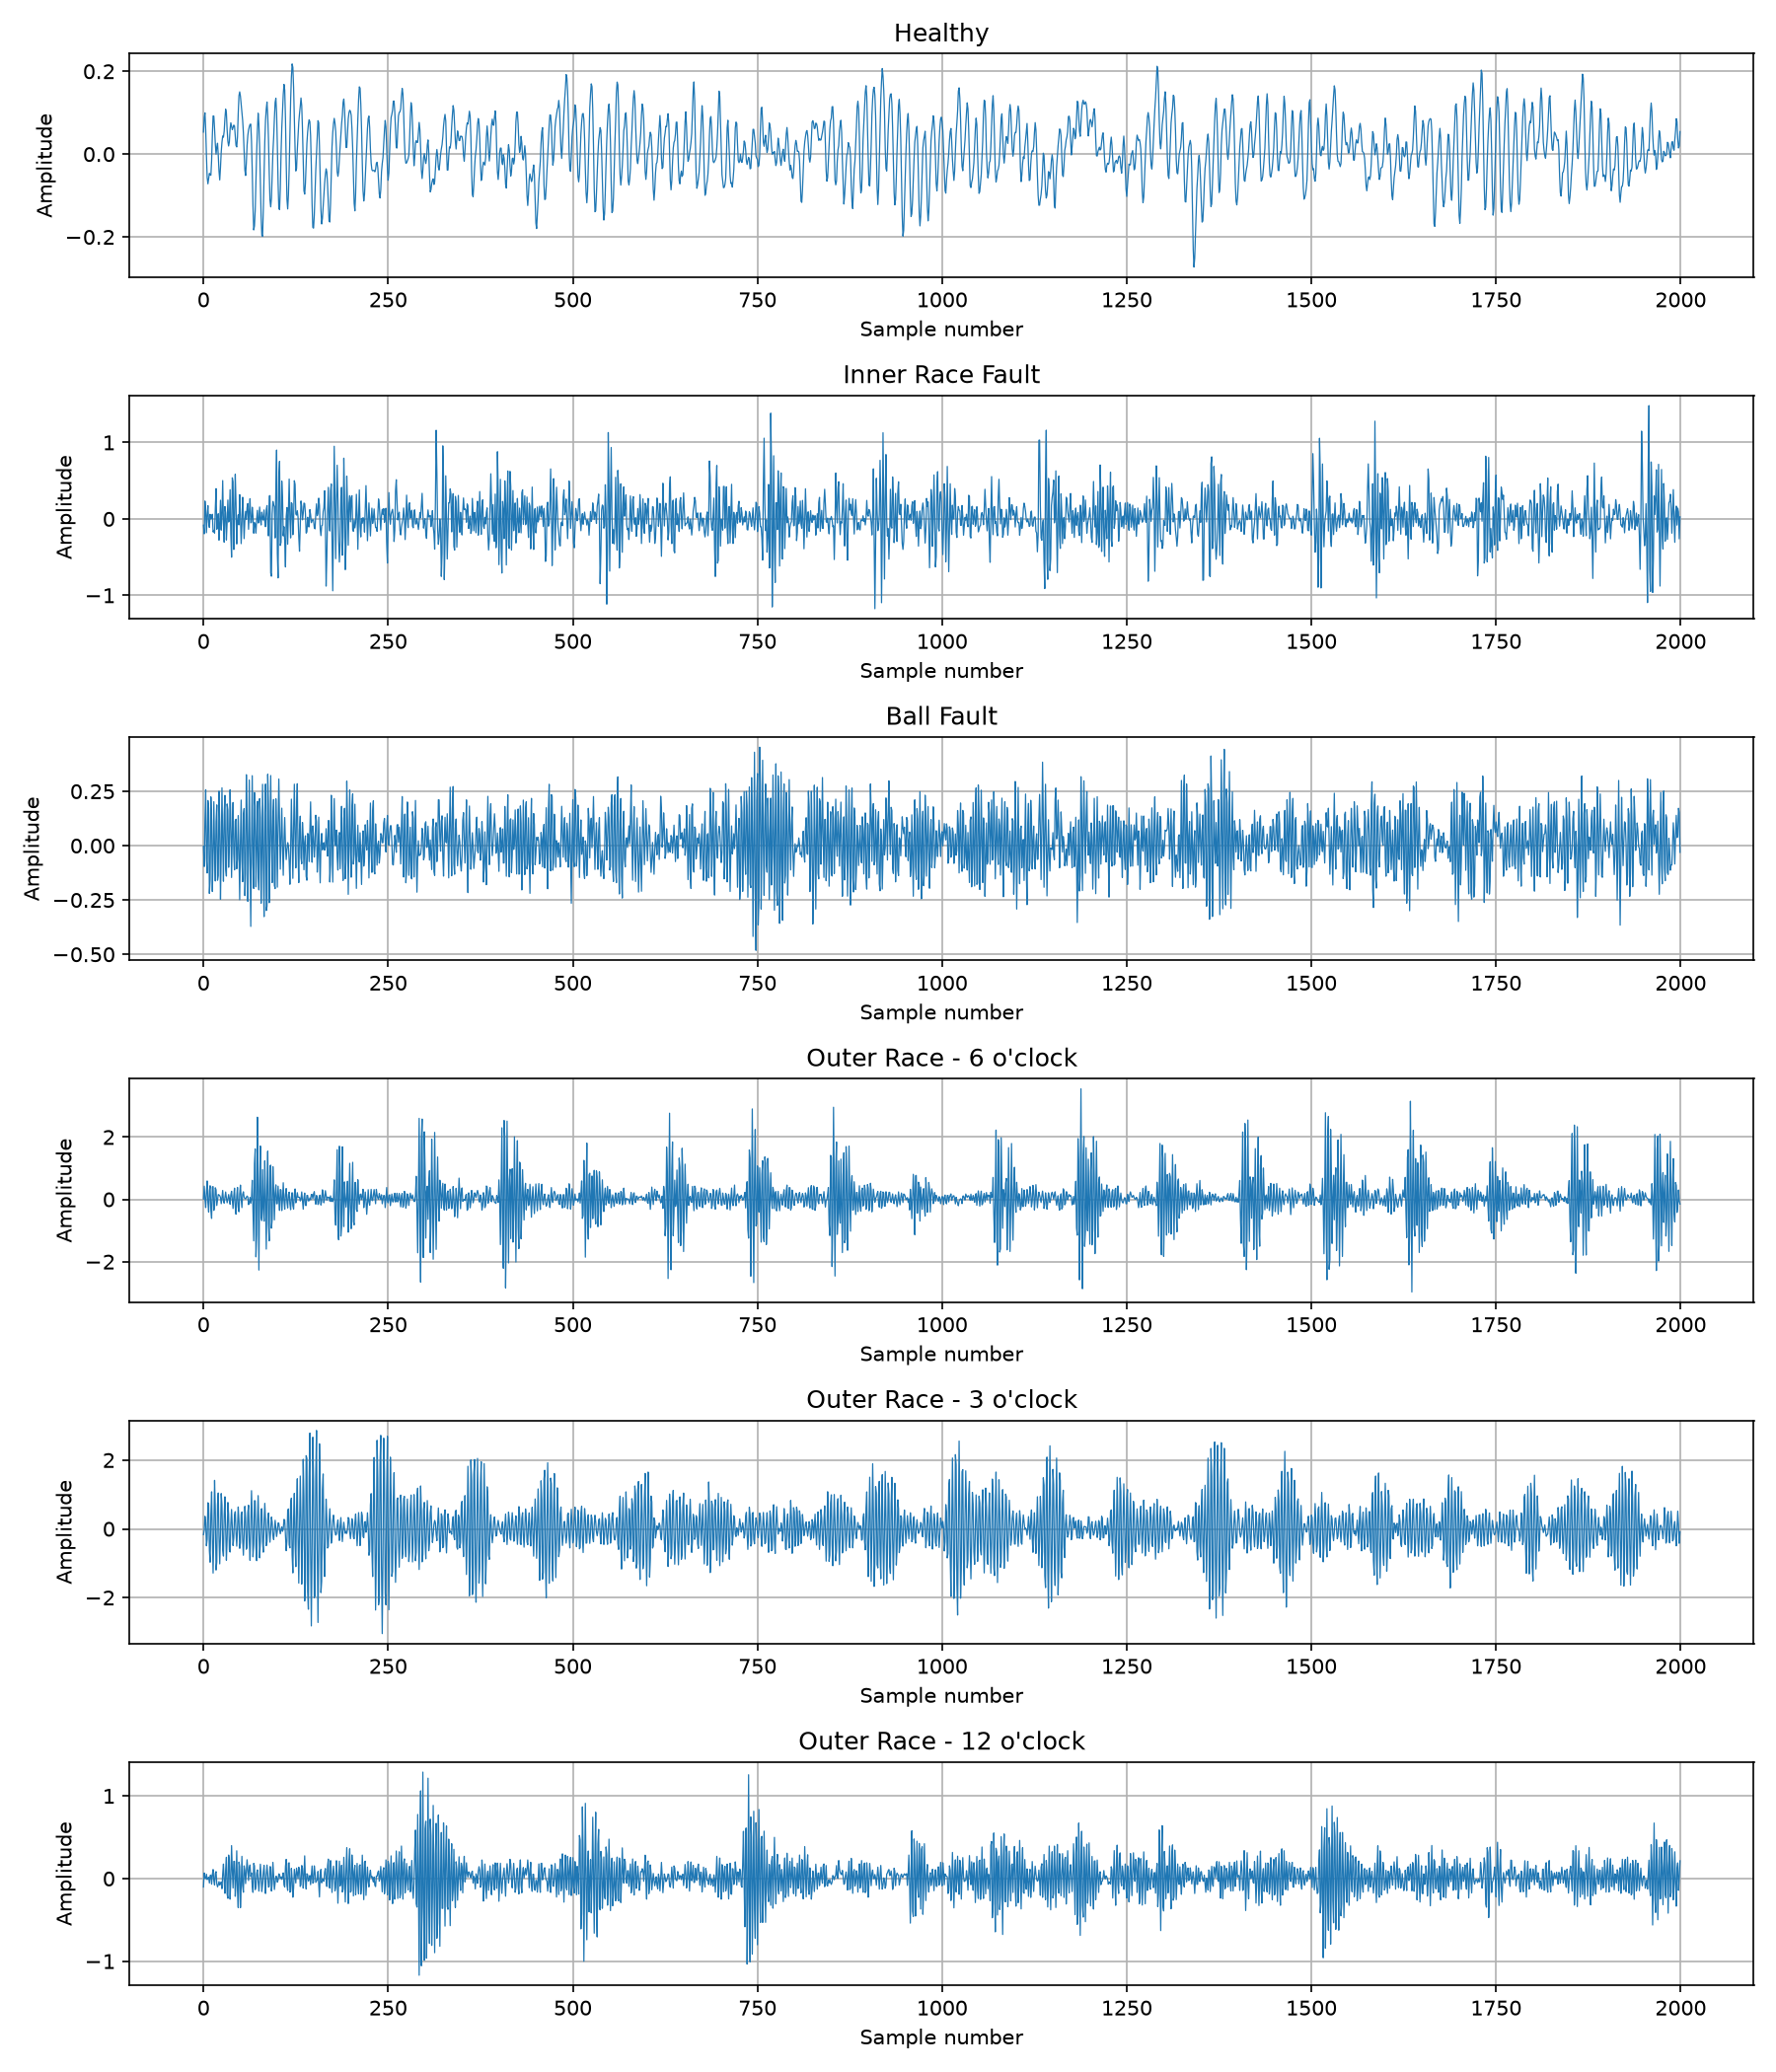 Healthy
Amplitude
0.2
0.0
−0.2
0 250 500 750 1000 1250 1500 1750 2000
Sample number
Inner Race Fault
Amplitude
1
0
−1
0 250 500 750 1000 1250 1500 1750 2000
Sample number
Ball Fault
Amplitude
0.25
0.00
−0.25
−0.50
0 250 500 750 1000 1250 1500 1750 2000
Sample number
Outer Race - 6 o'clock
Amplitude
2
0
−2
0 250 500 750 1000 1250 1500 1750 2000
Sample number
Outer Race - 3 o'clock
Amplitude
2
0
−2
0 250 500 750 1000 1250 1500 1750 2000
Sample number
Outer Race - 12 o'clock
Amplitude
1
0
−1
0 250 500 750 1000 1250 1500 1750 2000
Sample number